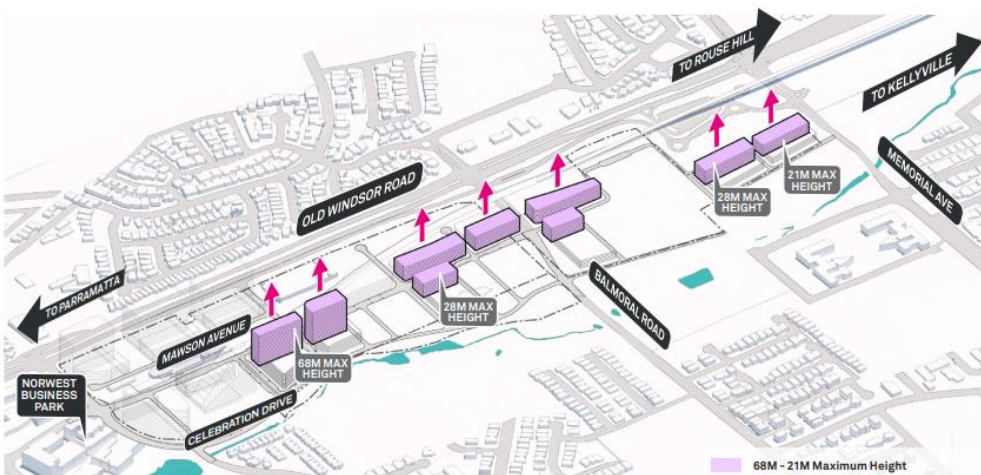 TO ROUSE HILL
TO KELLYVILLE
OLD WINDSOR ROAD
28M MAX
HEIGHT
21M MAX
HEIGHT
MEMORIAL AVE
TO PARRAMATTA
MAWSON AVENUE
28M MAX
HEIGHT
BALMORAL ROAD
68M MAX
HEIGHT
NORWEST
BUSINESS
PARK
CELEBRATION DRIVE
68M - 21M Maximum Height